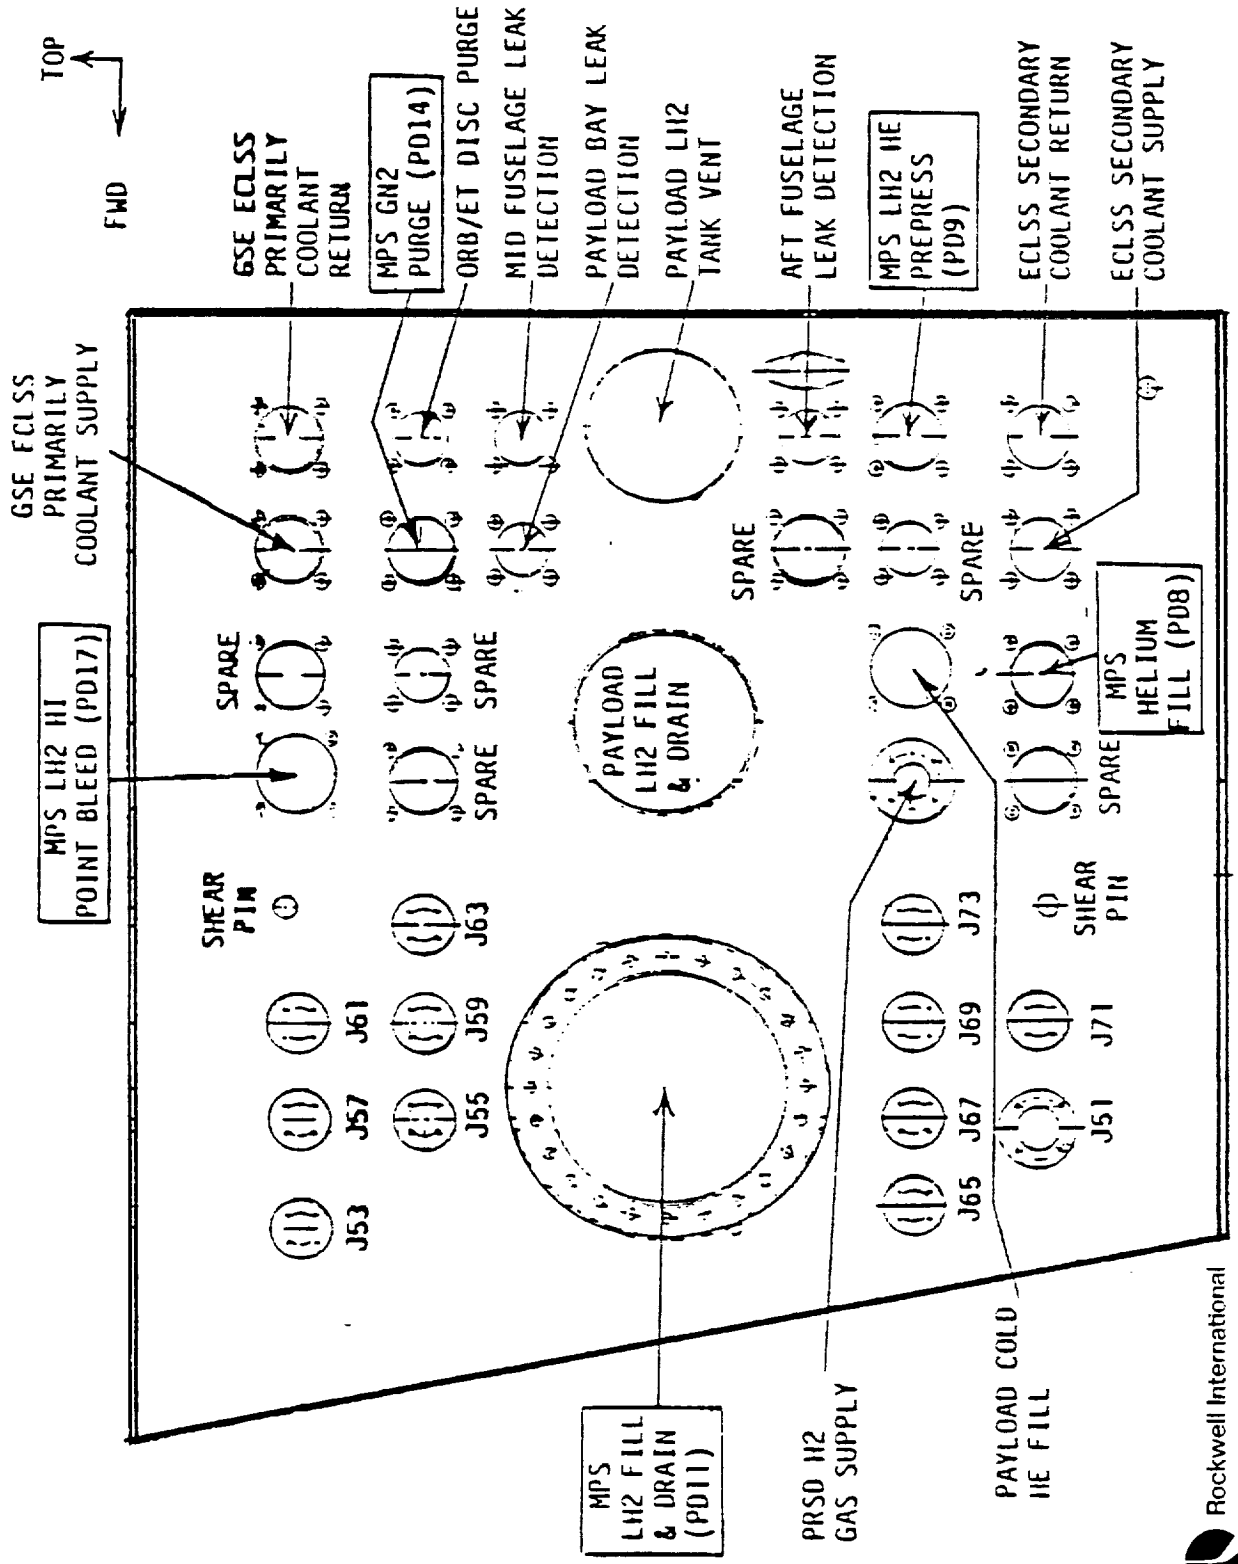 TOP
FWD
GSE ECLSS
PRIMARILY
COOLANT SUPPLY
GSE ECLSS
PRIMARILY
COOLANT
RETURN
MPS GN2
PURGE (PD14)
ORB/ET DISC PURGE
MID FUSELAGE LEAK
DETECTION
PAYLOAD BAY LEAK
DETECTION
PAYLOAD LH2
TANK VENT
AFT FUSELAGE
LEAK DETECTION
MPS LH2 HE
PREPRESS
(PD9)
ECLSS SECONDARY
COOLANT RETURN
ECLSS SECONDARY
COOLANT SUPPLY
MPS LH2 HI
POINT BLEED (PD17)
SPARE
SPARE
SPARE
SPARE
SPARE
PAYLOAD
LH2 FILL
& DRAIN
MPS
HELIUM
FILL (PD8)
SPARE
SHEAR
PIN
SHEAR
PIN
J63
J73
J61
J59
J69
J71
J57
J55
J67
J51
J53
J65
MPS
LH2 FILL
& DRAIN
(PD11)
PRSD H2
GAS SUPPLY
PAYLOAD COLD
HE FILL
Rockwell International